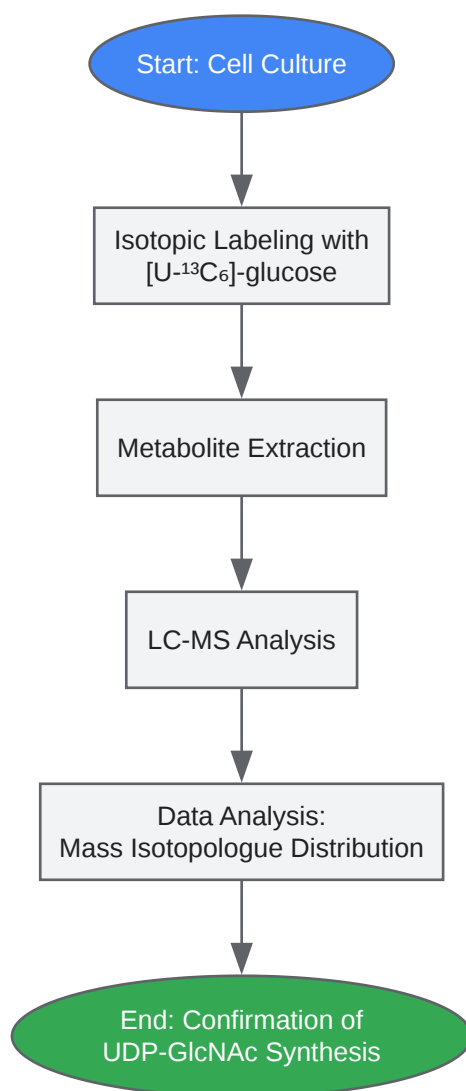 Start: Cell Culture
Isotopic Labeling with
[U-¹³C₆]-glucose
Metabolite Extraction
LC-MS Analysis
Data Analysis:
Mass Isotopologue Distribution
End: Confirmation of
UDP-GlcNAc Synthesis